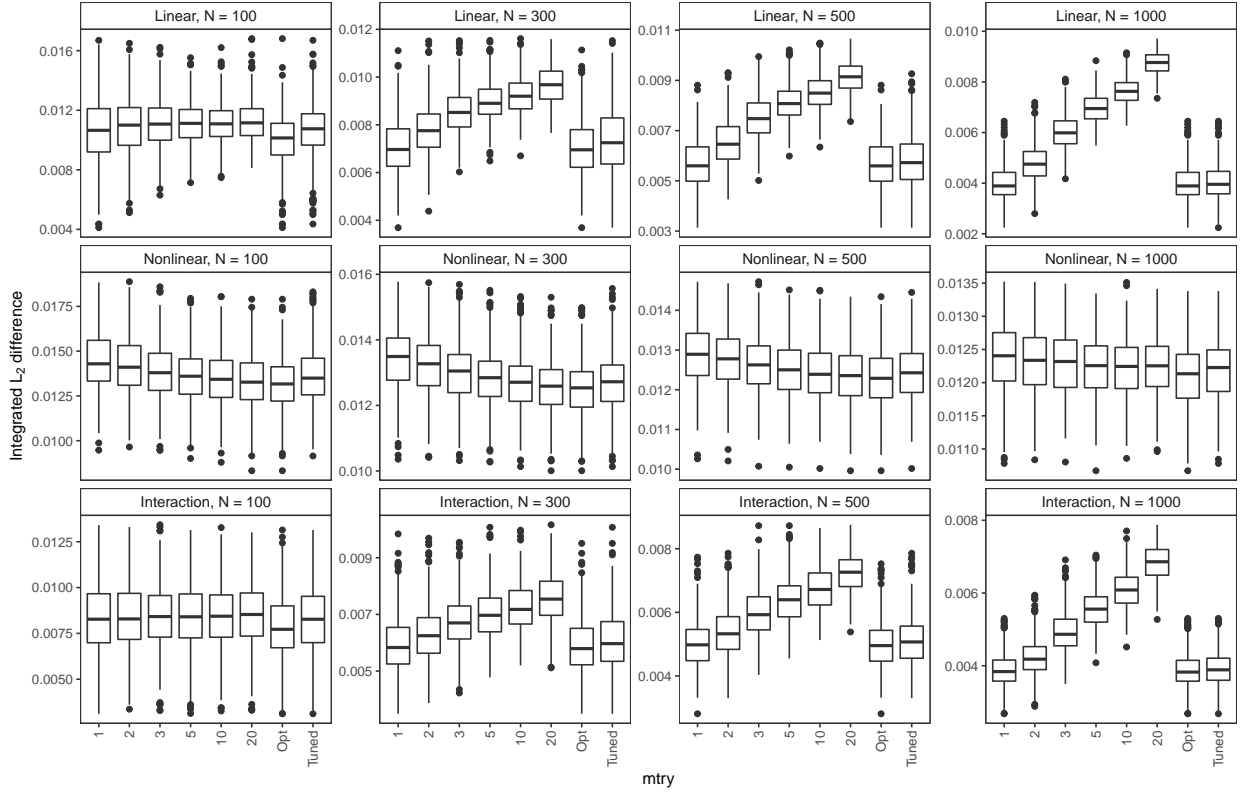 Linear, N = 100
Linear, N = 300
Linear, N = 500
Linear, N = 1000
0.016
0.012
0.008
0.004
0.012
0.010
0.008
0.006
0.004
0.011
0.009
0.007
0.005
0.003
0.010
0.008
0.006
0.004
0.002
Nonlinear, N = 100
Nonlinear, N = 300
Nonlinear, N = 500
Nonlinear, N = 1000
0.0175
0.0150
0.0125
0.0100
0.016
0.014
0.012
0.010
0.014
0.013
0.012
0.011
0.010
0.0135
0.0130
0.0125
0.0120
0.0115
0.0110
Integrated L₂ difference
Interaction, N = 100
Interaction, N = 300
Interaction, N = 500
Interaction, N = 1000
0.0125
0.0100
0.0075
0.0050
0.009
0.007
0.005
0.008
0.006
0.004
0.008
0.006
0.004
1 2 3 5 10 20 Opt Tuned
1 2 3 5 10 20 Opt Tuned
1 2 3 5 10 20 Opt Tuned
1 2 3 5 10 20 Opt Tuned
mtry